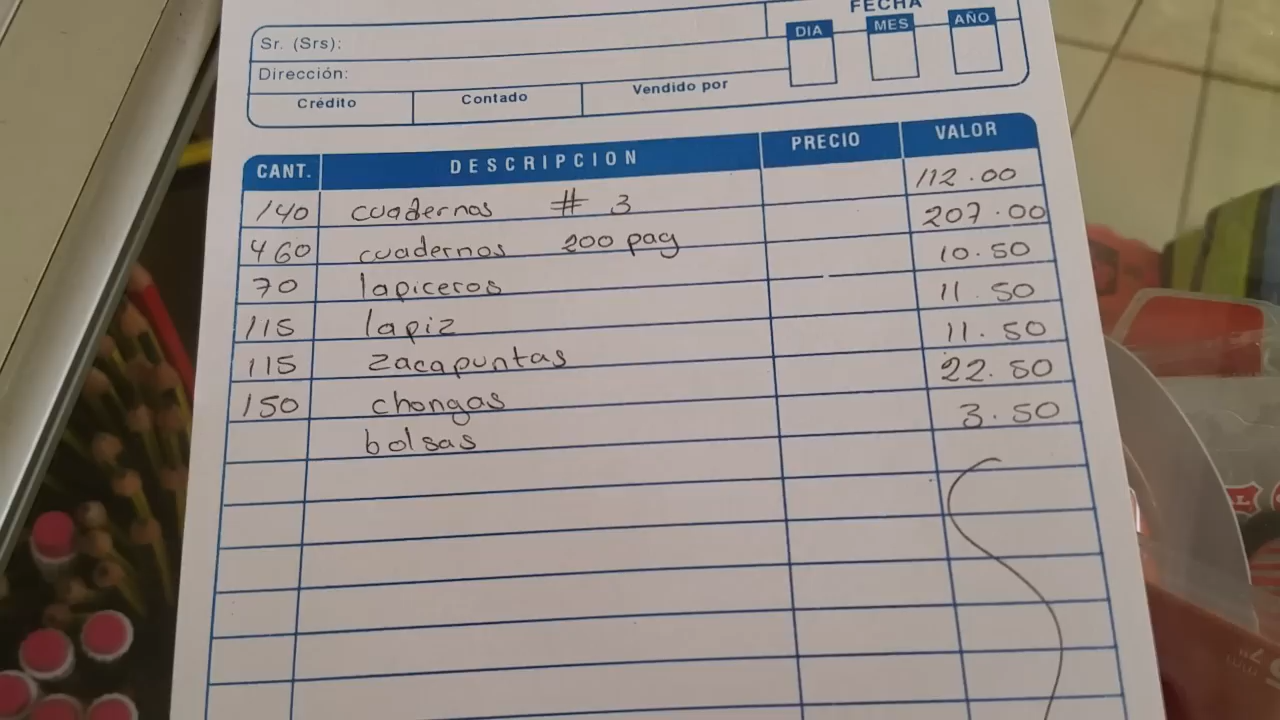 FECHA
Sr. (Srs): DIA MES AÑO
Dirección:
Crédito Contado Vendido por
CANT. DESCRIPCION PRECIO VALOR
140 cuadernos # 3 112.00
460 cuadernos 200 pag 207.00
70 lapiceros 10.50
115 lapiz 11.50
115 zacapuntas 11.50
150 chongas 22.50
bolsas 3.50